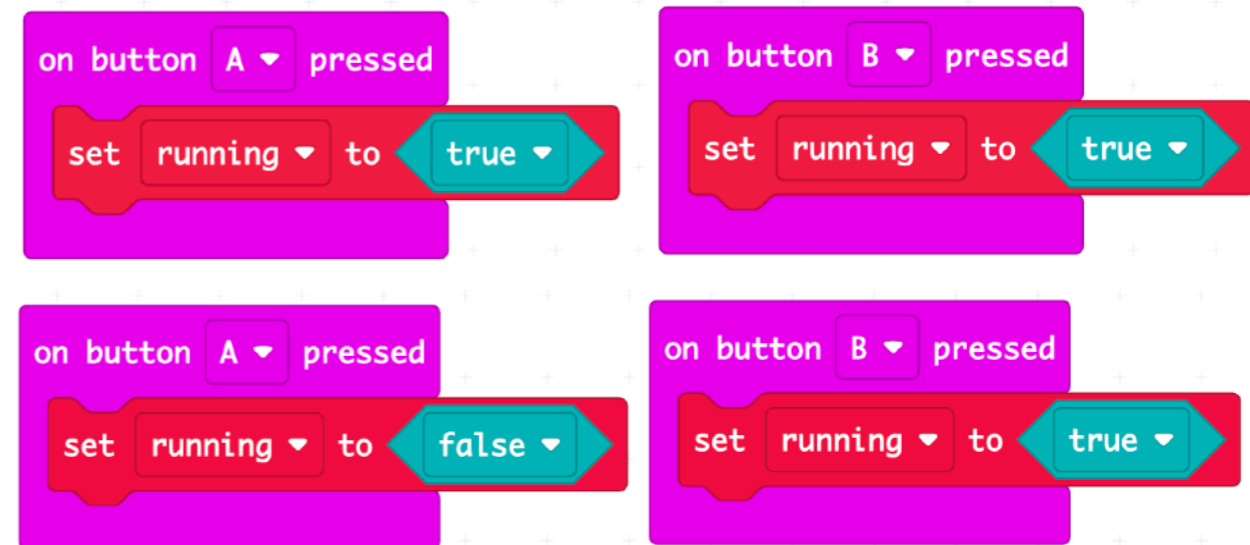 on button A pressed
set running to true
on button B pressed
set running to true
on button A pressed
set running to false
on button B pressed
set running to true